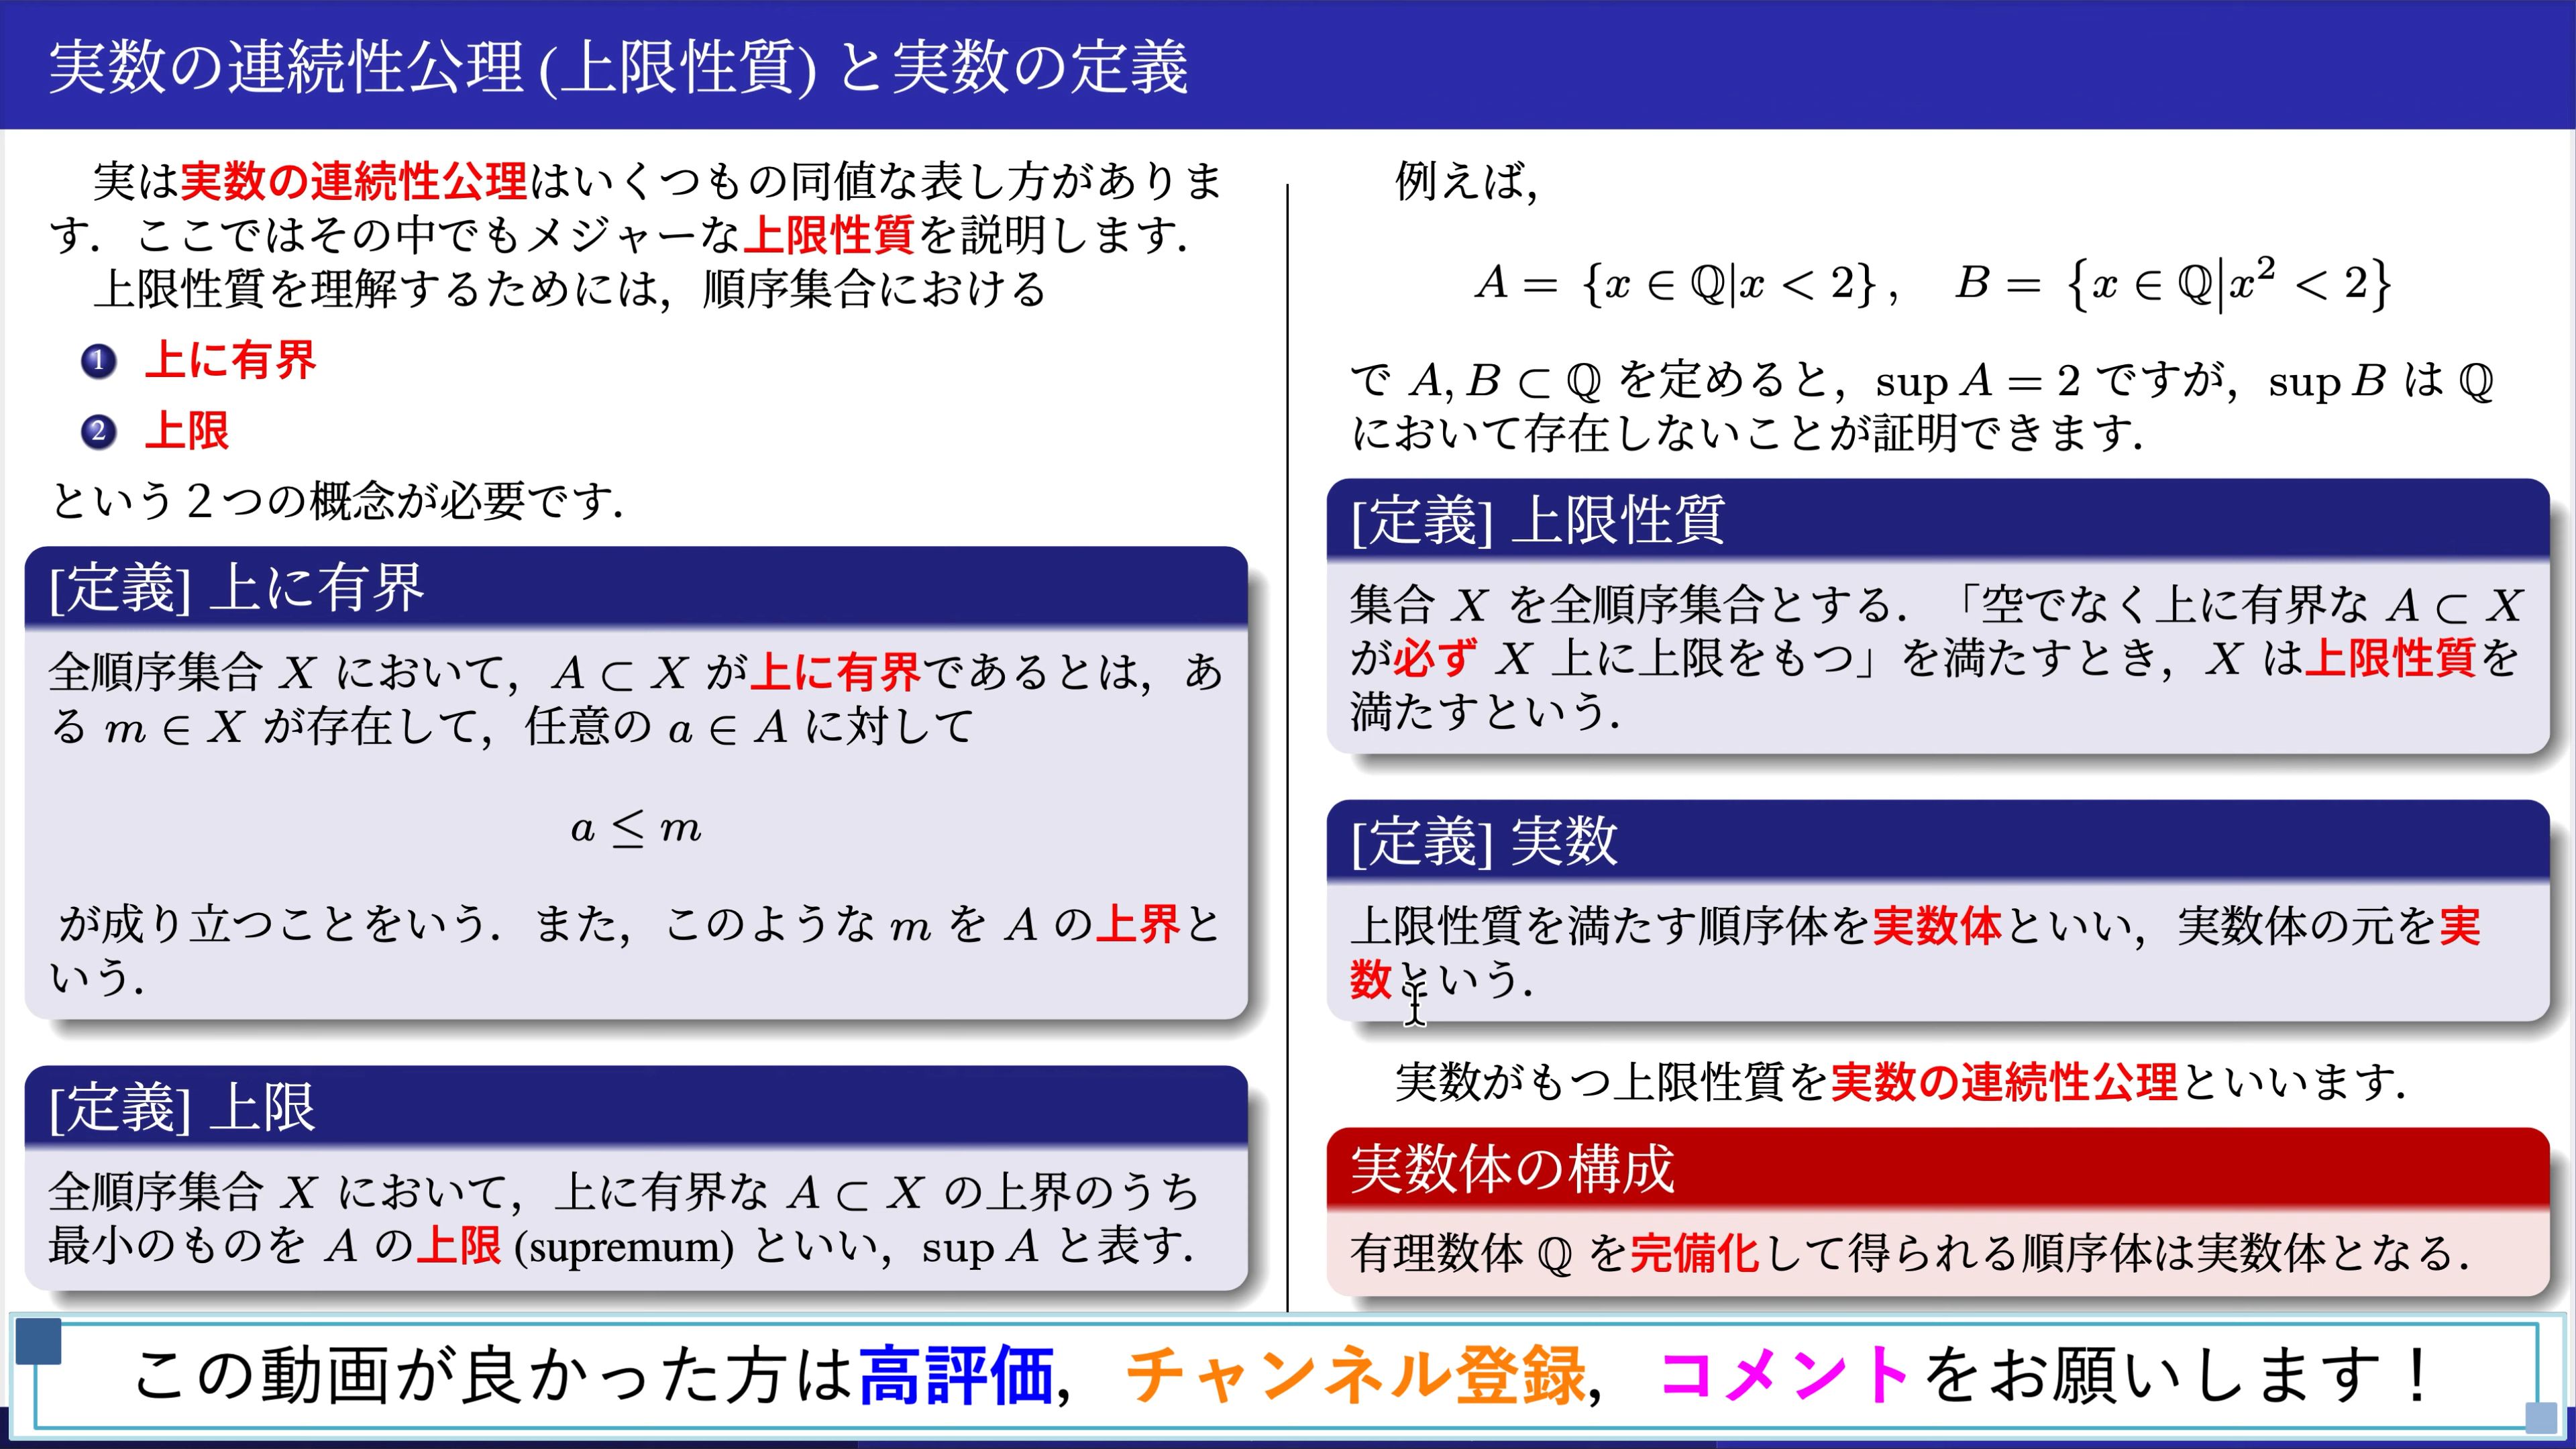 実数の連続性公理 (上限性質) と実数の定義
実は実数の連続性公理はいくつもの同値な表し方がありま
す．ここではその中でもメジャーな上限性質を説明します．
上限性質を理解するためには，順序集合における
1 上に有界
2 上限
という 2 つの概念が必要です．
[定義] 上に有界
全順序集合 X において，A ⊂ X が上に有界であるとは，あ
る m ∈ X が存在して，任意の a ∈ A に対して
a ≤ m
が成り立つことをいう．また，このような m を A の上界と
いう．
[定義] 上限
全順序集合 X において，上に有界な A ⊂ X の上界のうち
最小のものを A の上限 (supremum) といい，sup A と表す．
例えば，
A = {x ∈ ℚ|x < 2}, B = {x ∈ ℚ|x² < 2}
で A, B ⊂ ℚ を定めると，sup A = 2 ですが，sup B は ℚ
において存在しないことが証明できます．
[定義] 上限性質
集合 X を全順序集合とする．「空でなく上に有界な A ⊂ X
が必ず X 上に上限をもつ」を満たすとき，X は上限性質を
満たすという．
[定義] 実数
上限性質を満たす順序体を実数体といい，実数体の元を実
数という．
実数がもつ上限性質を実数の連続性公理といいます．
実数体の構成
有理数体 ℚ を完備化して得られる順序体は実数体となる．
この動画が良かった方は高評価，チャンネル登録，コメントをお願いします！